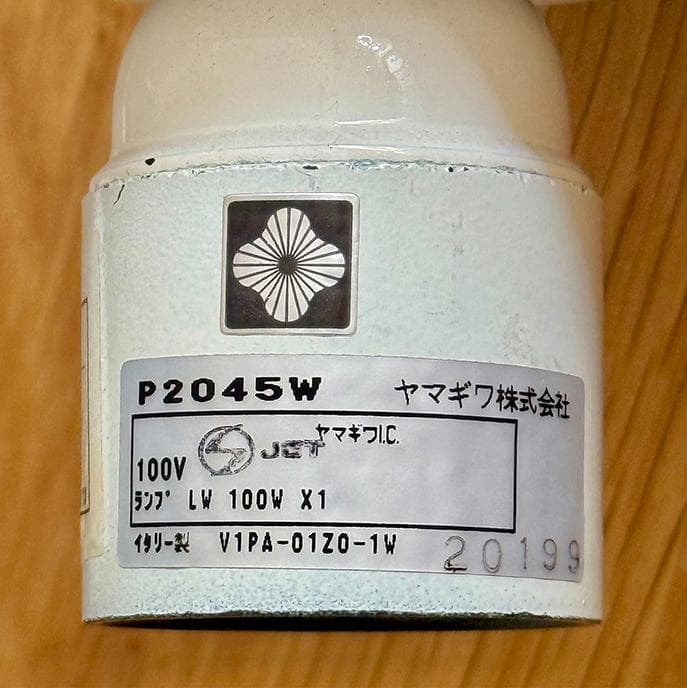 P2045W ヤマギワ株式会社
ヤマギワI.C.
100V JET
ランプ LW 100W X1
イタリー製 V1PA-01Z0-1W 20199